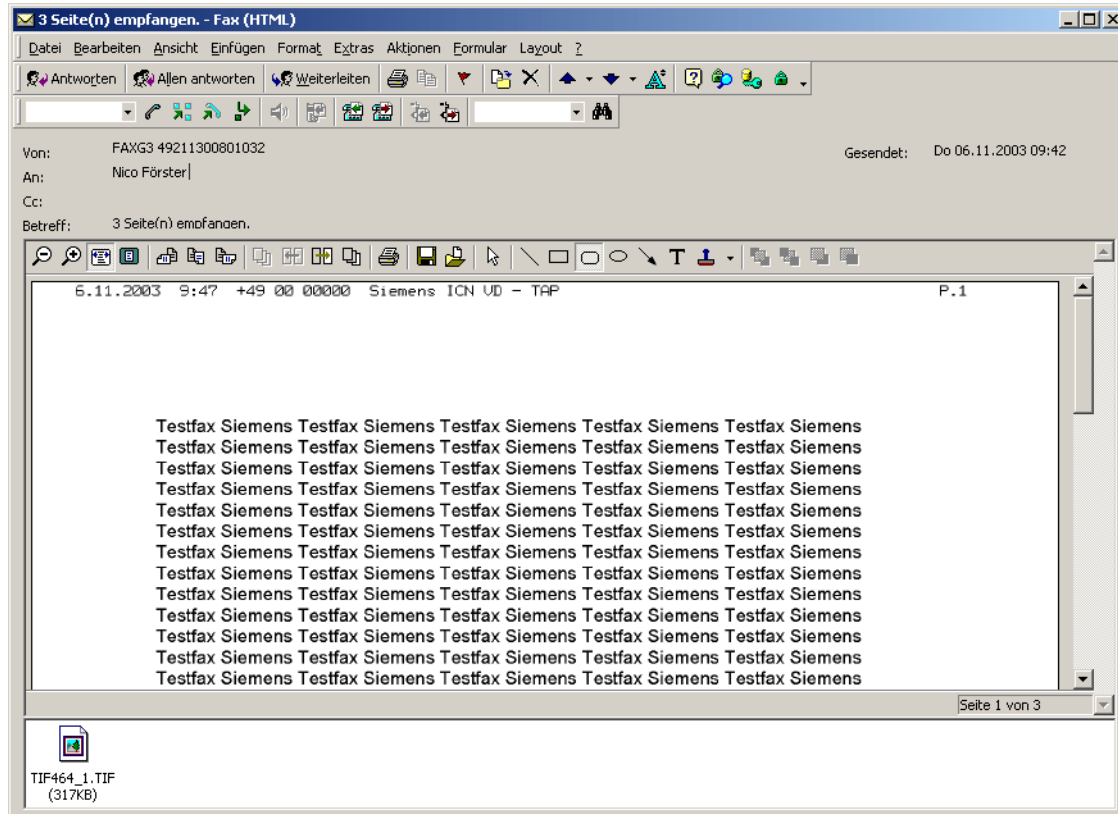 3 Seite(n) empfangen. - Fax (HTML)
Datei Bearbeiten Ansicht Einfügen Format Extras Aktionen Formular Layout ?
Antworten Allen antworten Weiterleiten
Von: FAXG3 49211300801032 Gesendet: Do 06.11.2003 09:42
An: Nico Förster
Cc:
Betreff: 3 Seite(n) empfangen.
6.11.2003 9:47 +49 00 00000 Siemens ICN VD - TAP P.1
Testfax Siemens Testfax Siemens Testfax Siemens Testfax Siemens Testfax Siemens
Testfax Siemens Testfax Siemens Testfax Siemens Testfax Siemens Testfax Siemens
Testfax Siemens Testfax Siemens Testfax Siemens Testfax Siemens Testfax Siemens
Testfax Siemens Testfax Siemens Testfax Siemens Testfax Siemens Testfax Siemens
Testfax Siemens Testfax Siemens Testfax Siemens Testfax Siemens Testfax Siemens
Testfax Siemens Testfax Siemens Testfax Siemens Testfax Siemens Testfax Siemens
Testfax Siemens Testfax Siemens Testfax Siemens Testfax Siemens Testfax Siemens
Testfax Siemens Testfax Siemens Testfax Siemens Testfax Siemens Testfax Siemens
Testfax Siemens Testfax Siemens Testfax Siemens Testfax Siemens Testfax Siemens
Testfax Siemens Testfax Siemens Testfax Siemens Testfax Siemens Testfax Siemens
Testfax Siemens Testfax Siemens Testfax Siemens Testfax Siemens Testfax Siemens
Testfax Siemens Testfax Siemens Testfax Siemens Testfax Siemens Testfax Siemens
Testfax Siemens Testfax Siemens Testfax Siemens Testfax Siemens Testfax Siemens
Seite 1 von 3
TIF464_1.TIF
(317KB)